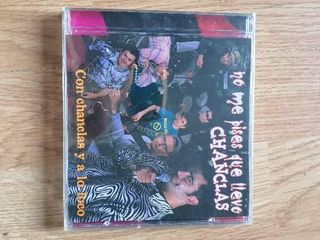 no me pises que llevo
CHANCLAS
Con chanclas y a lo loco